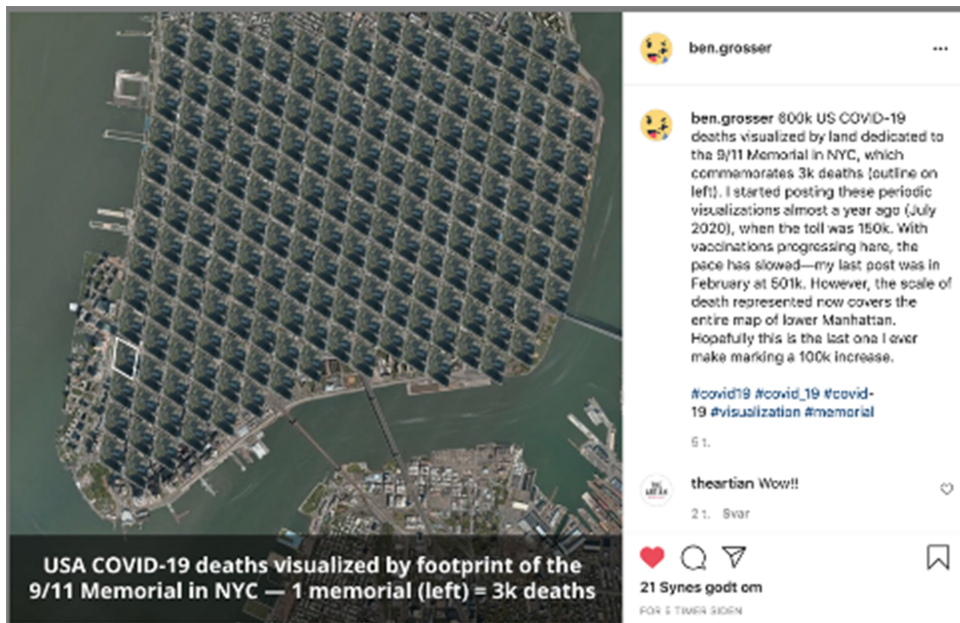 ben.grosser
ben.grosser 600k US COVID-19
deaths visualized by land dedicated to
the 9/11 Memorial in NYC, which
commemorates 3k deaths (outline on
left). I started posting these periodic
visualizations almost a year ago (July
2020), when the toll was 150k. With
vaccinations progressing here, the
pace has slowed—my last post was in
February at 501k. However, the scale of
death represented now covers the
entire map of lower Manhattan.
Hopefully this is the last one I ever
make marking a 100k increase.
#covid19 #covid_19 #covid-
19 #visualization #memorial
5 t.
theartian Wow!!
2 t. Svar
21 Synes godt om
FOR 5 TIMER SIDEN
USA COVID-19 deaths visualized by footprint of the
9/11 Memorial in NYC — 1 memorial (left) = 3k deaths